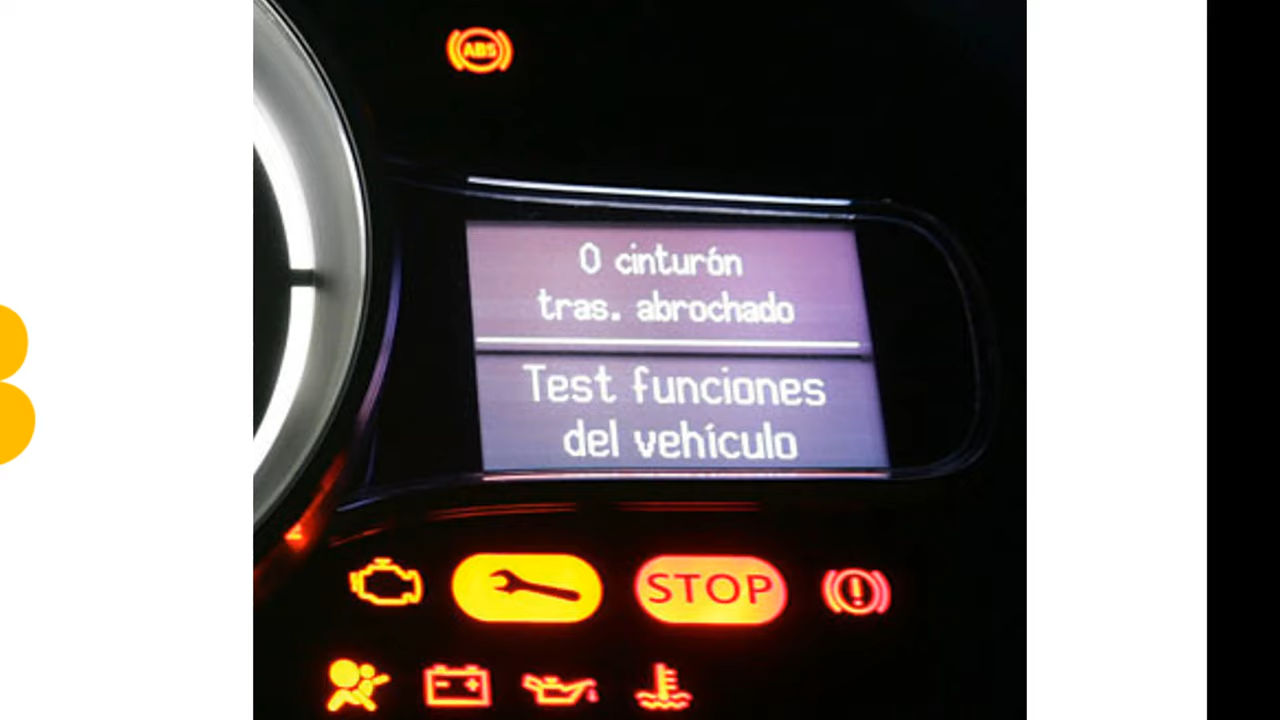 ABS
0 cinturón
tras. abrochado
Test funciones
del vehículo
STOP